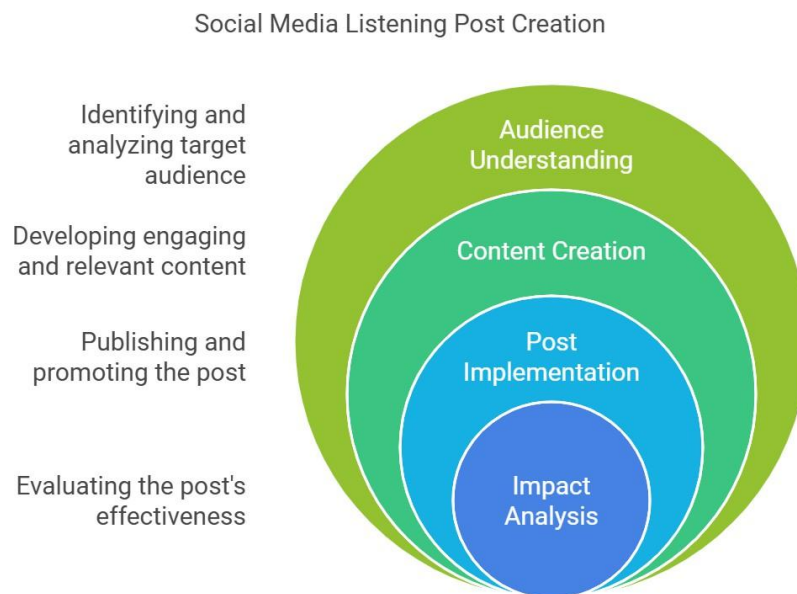 Social Media Listening Post Creation
Identifying and
analyzing target
audience
Audience
Understanding
Developing engaging
and relevant content
Content Creation
Publishing and
promoting the post
Post
Implementation
Evaluating the post's
effectiveness
Impact
Analysis